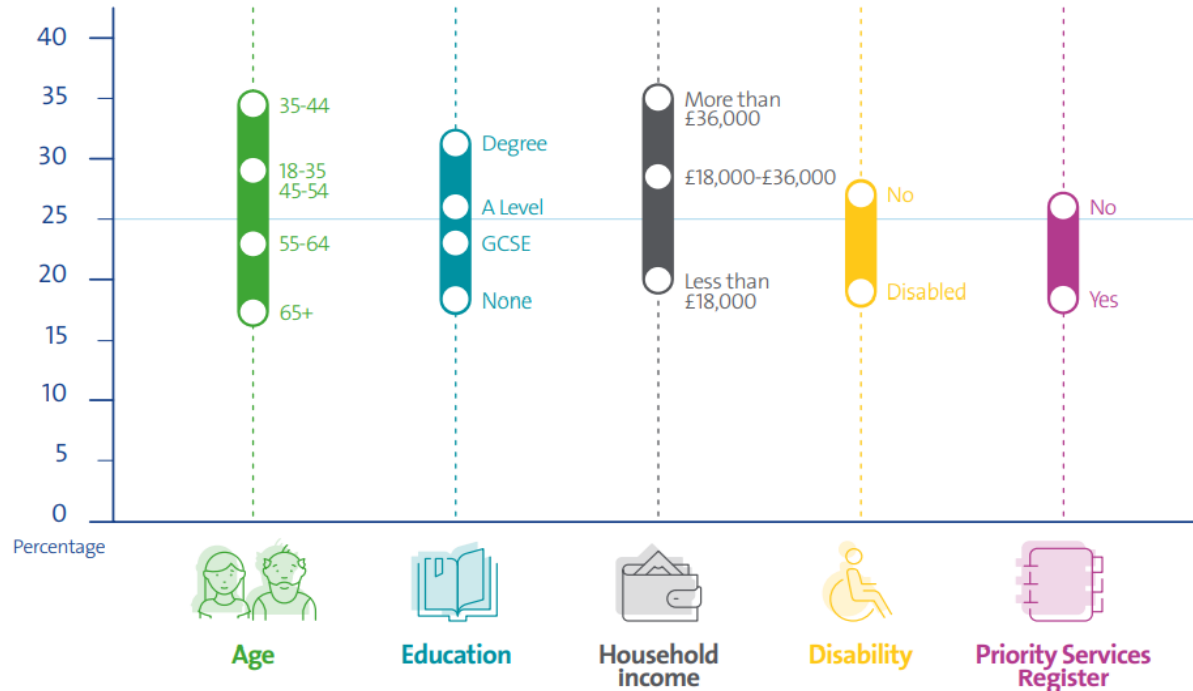 40
35
30
25
20
15
10
5
0
Percentage
35-44
18-35
45-54
55-64
65+
Degree
A Level
GCSE
None
More than
£36,000
£18,000-£36,000
Less than
£18,000
No
Disabled
No
Yes
Age
Education
Household
income
Disability
Priority Services
Register